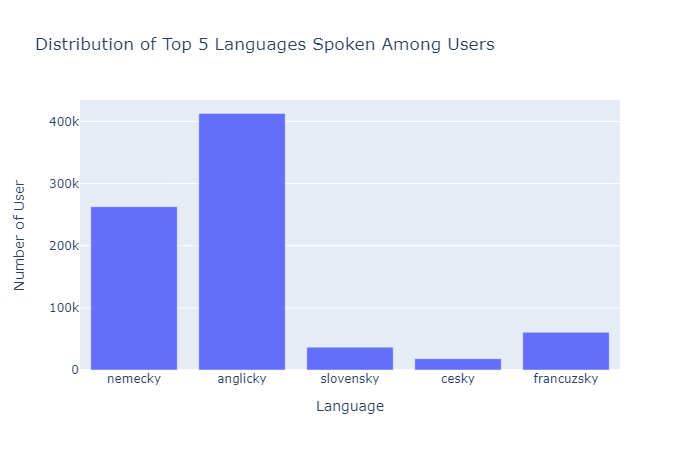 Distribution of Top 5 Languages Spoken Among Users
Number of User
400k
300k
200k
100k
0
nemecky anglicky slovensky cesky francuzsky
Language